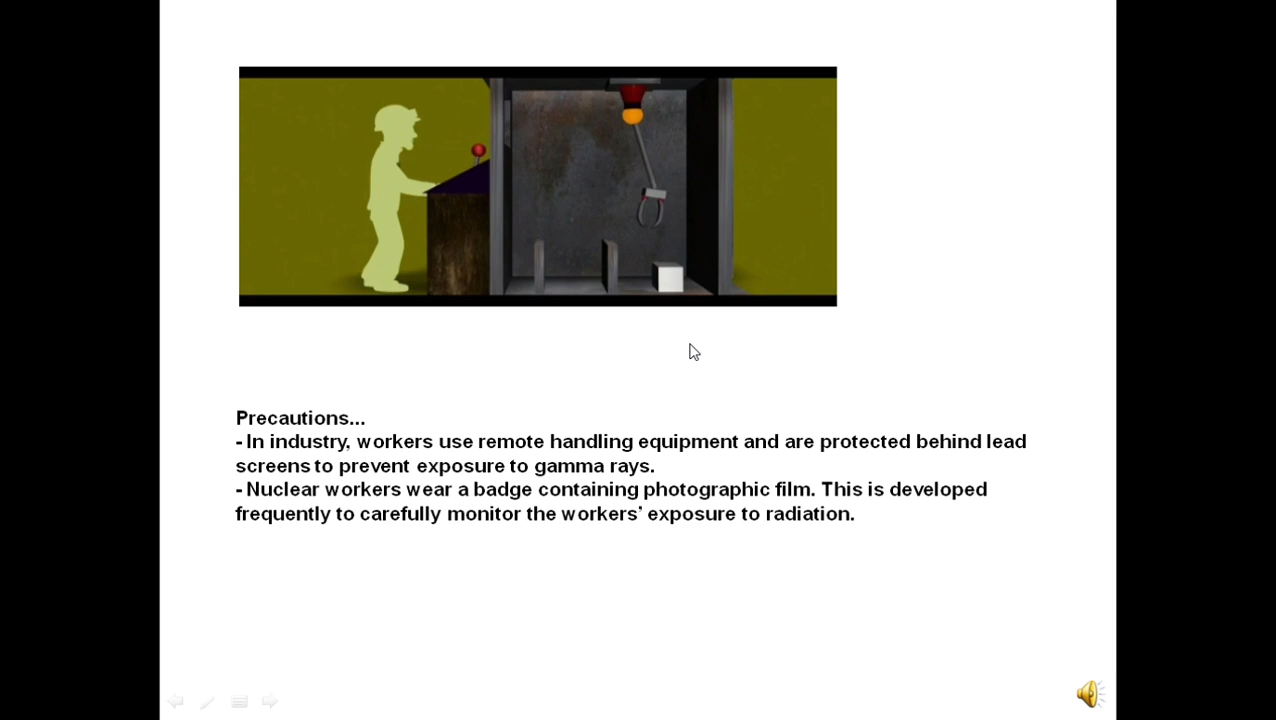 Precautions...
- In industry, workers use remote handling equipment and are protected behind lead
screens to prevent exposure to gamma rays.
- Nuclear workers wear a badge containing photographic film. This is developed
frequently to carefully monitor the workers’ exposure to radiation.